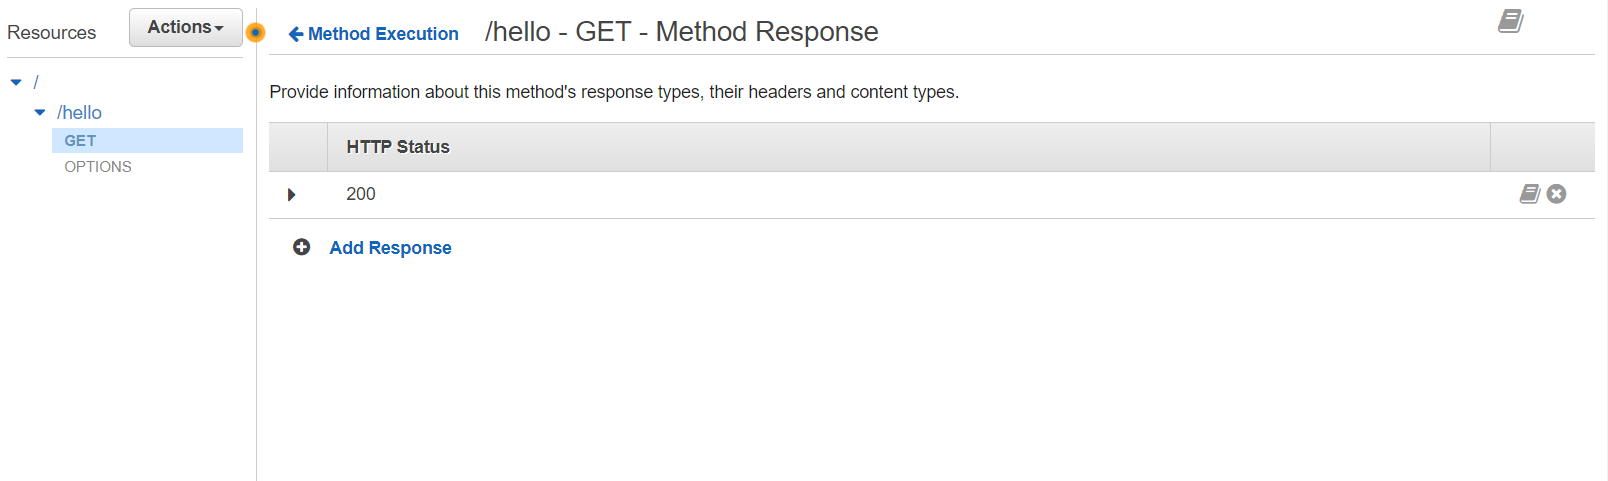 Resources
Actions
Method Execution
/hello - GET - Method Response
/
/hello
GET
OPTIONS
Provide information about this method's response types, their headers and content types.
HTTP Status
200
Add Response